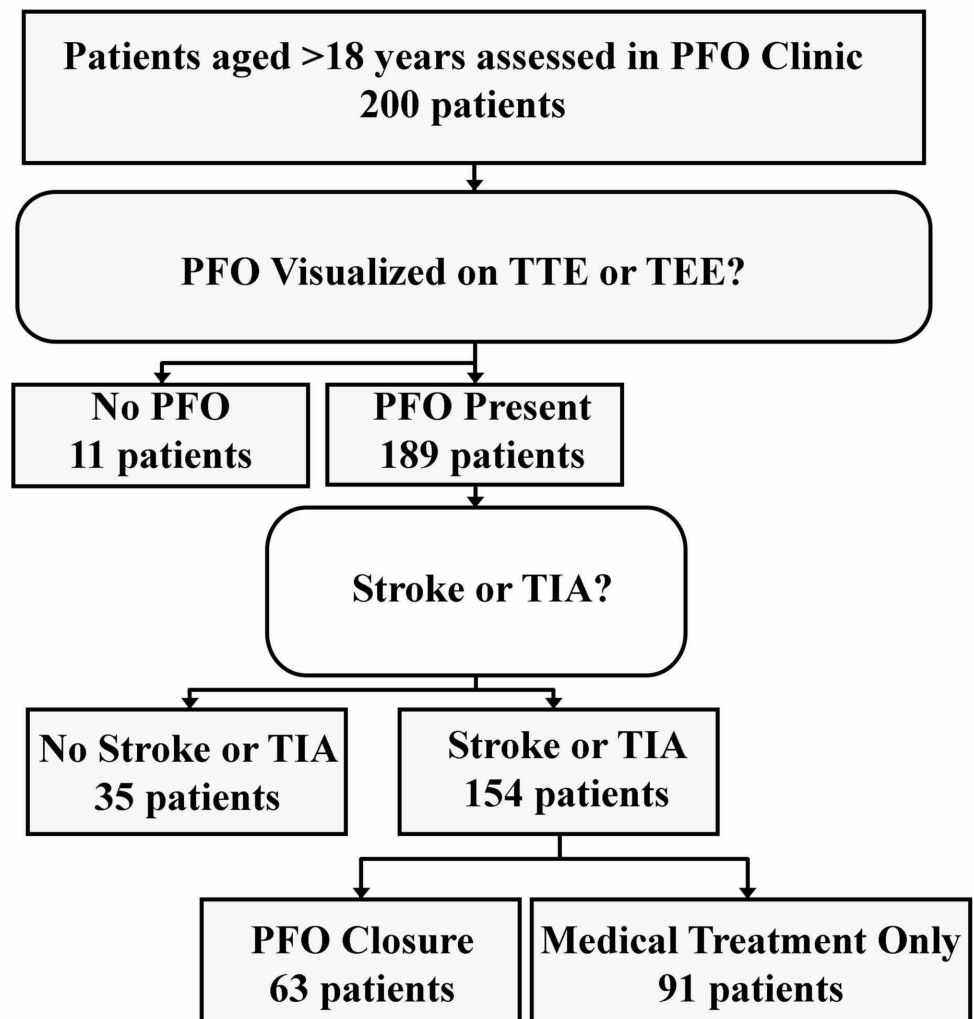 Patients aged >18 years assessed in PFO Clinic
200 patients
PFO Visualized on TTE or TEE?
No PFO
11 patients
PFO Present
189 patients
Stroke or TIA?
No Stroke or TIA
35 patients
Stroke or TIA
154 patients
PFO Closure
63 patients
Medical Treatment Only
91 patients